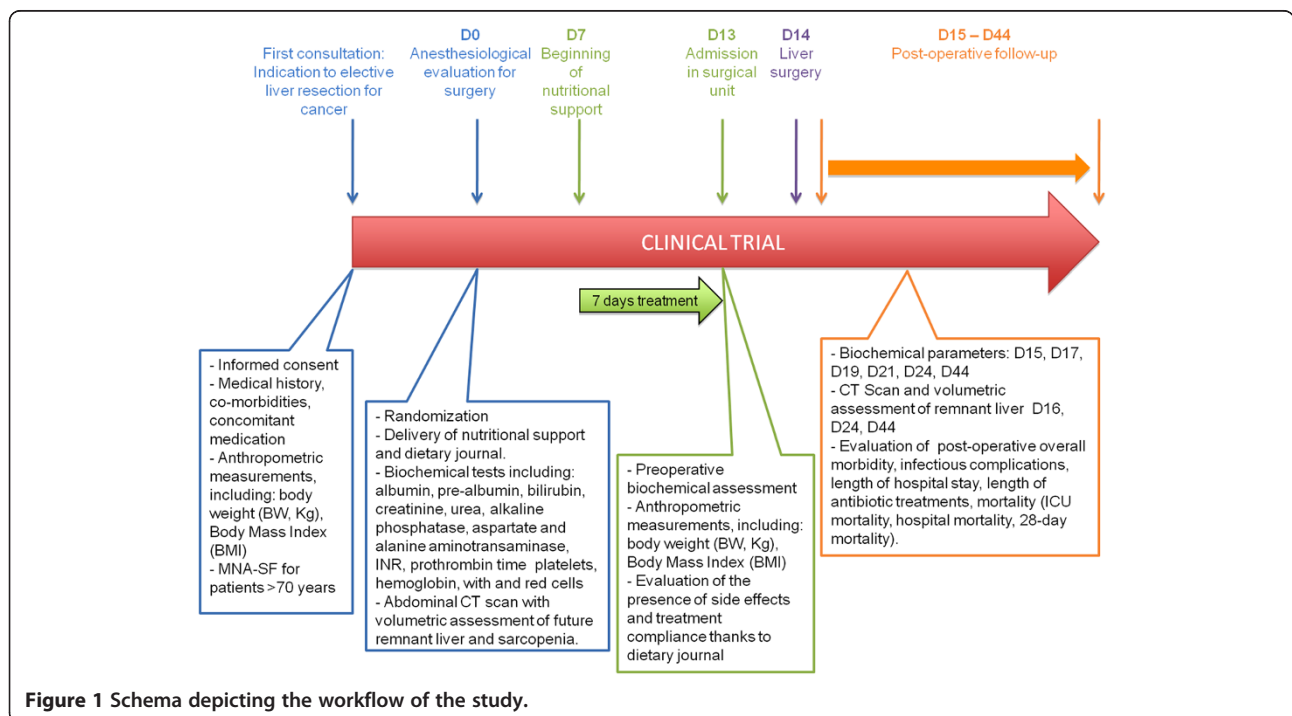 First consultation:
Indication to elective
liver resection for
cancer
D0
Anesthesiological
evaluation for
surgery
D7
Beginning
of
nutritional
support
D13
Admission
in surgical
unit
D14
Liver
surgery
D15 – D44
Post-operative follow-up
CLINICAL TRIAL
7 days treatment
- Informed consent
- Medical history,
co-morbidities,
concomitant
medication
- Anthropometric
measurements,
including: body
weight (BW, Kg),
Body Mass Index
(BMI)
- MNA-SF for
patients >70 years
- Randomization
- Delivery of nutritional support
and dietary journal.
- Biochemical tests including:
albumin, pre-albumin, bilirubin,
creatinine, urea, alkaline
phosphatase, aspartate and
alanine aminotransaminase,
INR, prothrombin time platelets,
hemoglobin, with and red cells
- Abdominal CT scan with
volumetric assessment of future
remnant liver and sarcopenia.
- Preoperative
biochemical assessment
- Anthropometric
measurements, including:
body weight (BW, Kg),
Body Mass Index (BMI)
- Evaluation of the
presence of side effects
and treatment
compliance thanks to
dietary journal
- Biochemical parameters: D15, D17,
D19, D21, D24, D44
- CT Scan and volumetric
assessment of remnant liver D16,
D24, D44
- Evaluation of post-operative overall
morbidity, infectious complications,
length of hospital stay, length of
antibiotic treatments, mortality (ICU
mortality, hospital mortality, 28-day
mortality).
Figure 1 Schema depicting the workflow of the study.